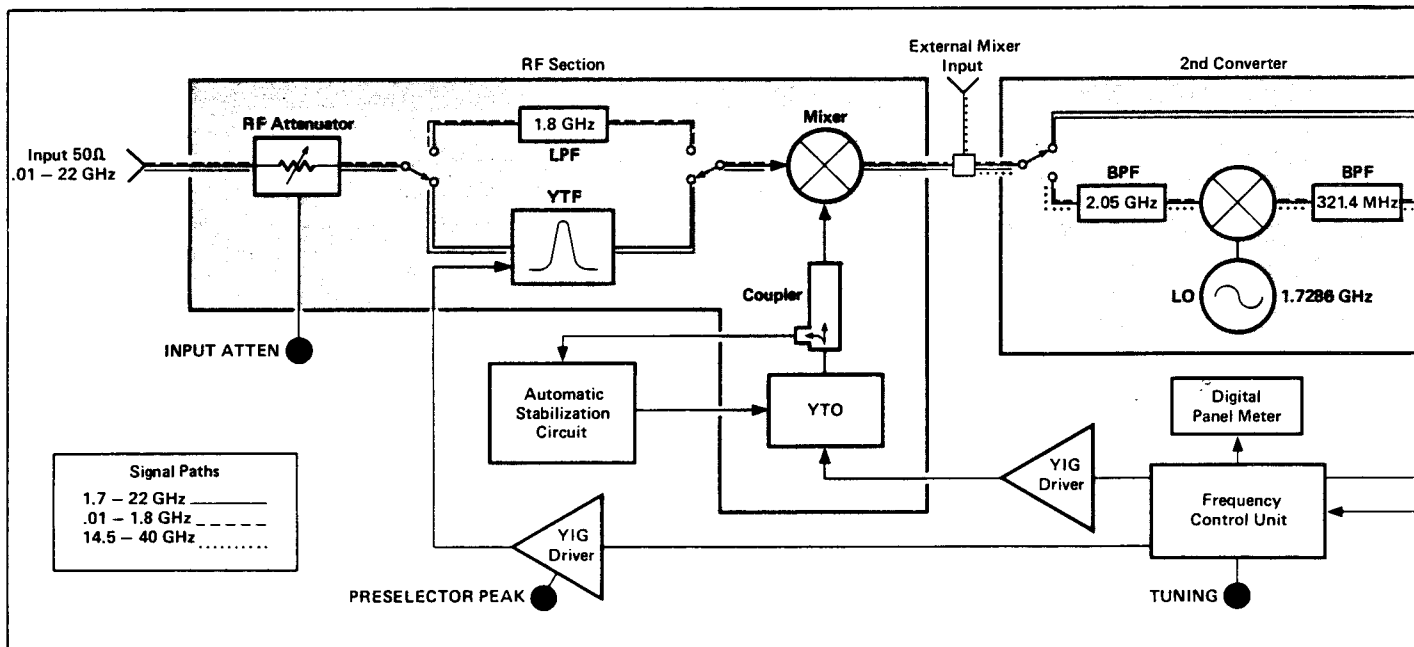 RF Section
External Mixer
Input
2nd Converter
RF Attenuator
1.8 GHz
LPF
Mixer
Input 50Ω
.01 – 22 GHz
YTF
BPF
2.05 GHz
BPF
321.4 MHz
LO
1.7286 GHz
Coupler
INPUT ATTEN
Automatic
Stabilization
Circuit
YTO
Digital
Panel Meter
YIG
Driver
Frequency
Control Unit
Signal Paths
1.7 – 22 GHz
.01 – 1.8 GHz
14.5 – 40 GHz
YIG
Driver
PRESELECTOR PEAK
TUNING